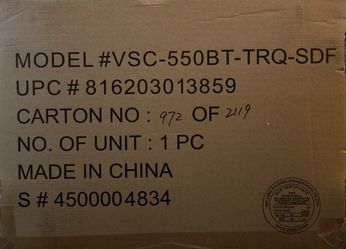 MODEL #VSC-550BT-TRQ-SDF
UPC # 816203013859
CARTON NO : 972 OF 2119
NO. OF UNIT : 1 PC
MADE IN CHINA
S # 4500004834